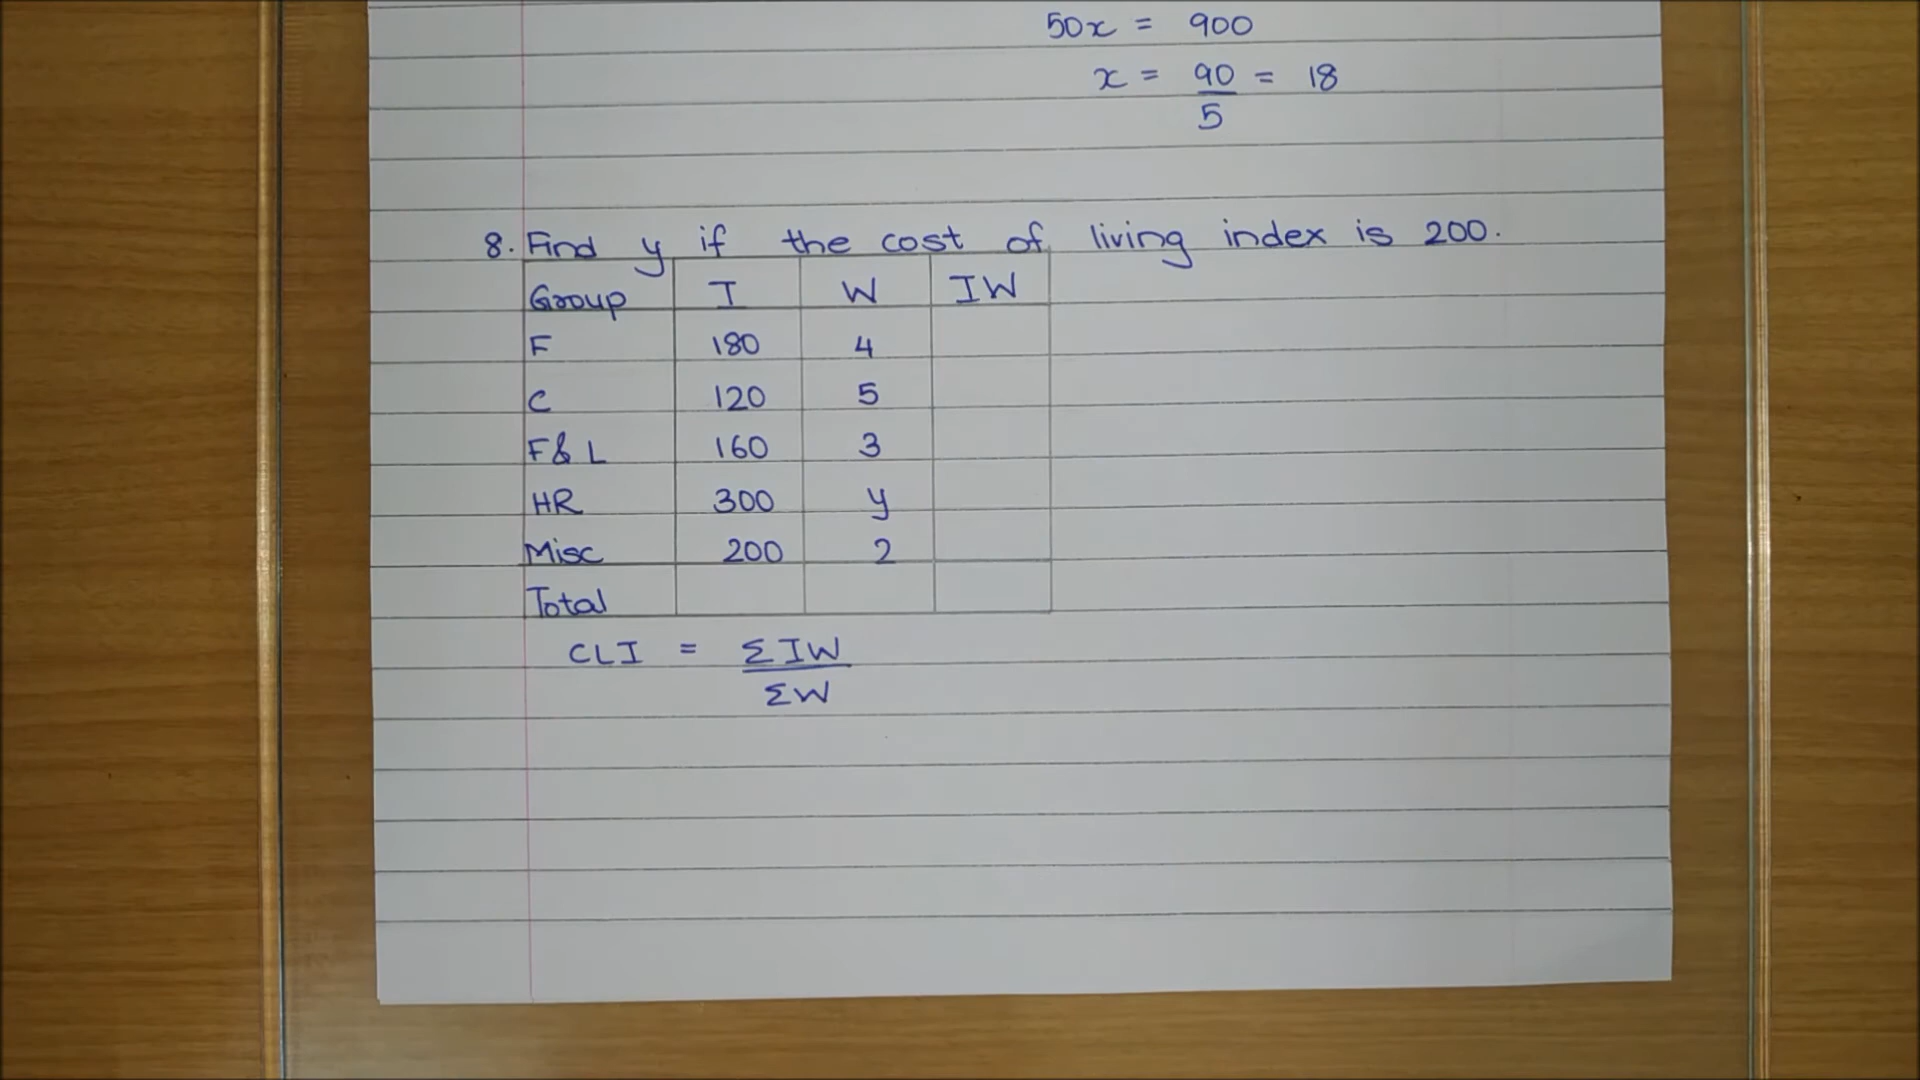 50x = 900
x = 90 = 18
5
8. Find y if the cost of living index is 200.
Group I W IW
F 180 4
C 120 5
F & L 160 3
HR 300 y
Misc 200 2
Total
CLI = ΣIW
ΣW